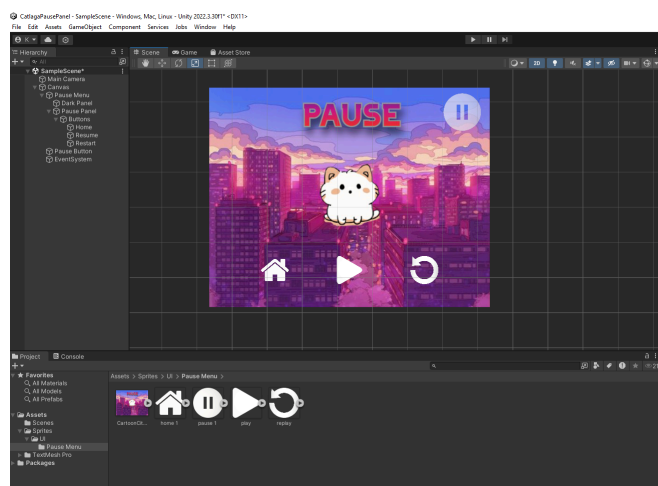 CatlagaPausePanel - SampleScene - Windows, Mac, Linux - Unity 2022.3.30f1* <DX11>
File Edit Assets GameObject Component Services Jobs Window Help
Hierarchy
Scene Game Asset Store
All
2D
SampleScene*
Main Camera
Canvas
Pause Menu
Dark Panel
Pause Panel
Buttons
Home
Resume
Restart
Pause Button
EventSystem
PAUSE
Project Console
Favorites
All Materials
All Models
All Prefabs
Assets
Scenes
Sprites
UI
Pause Menu
TextMesh Pro
Packages
Assets > Sprites > UI > Pause Menu >
CartoonCit... home 1 pause 1 play replay